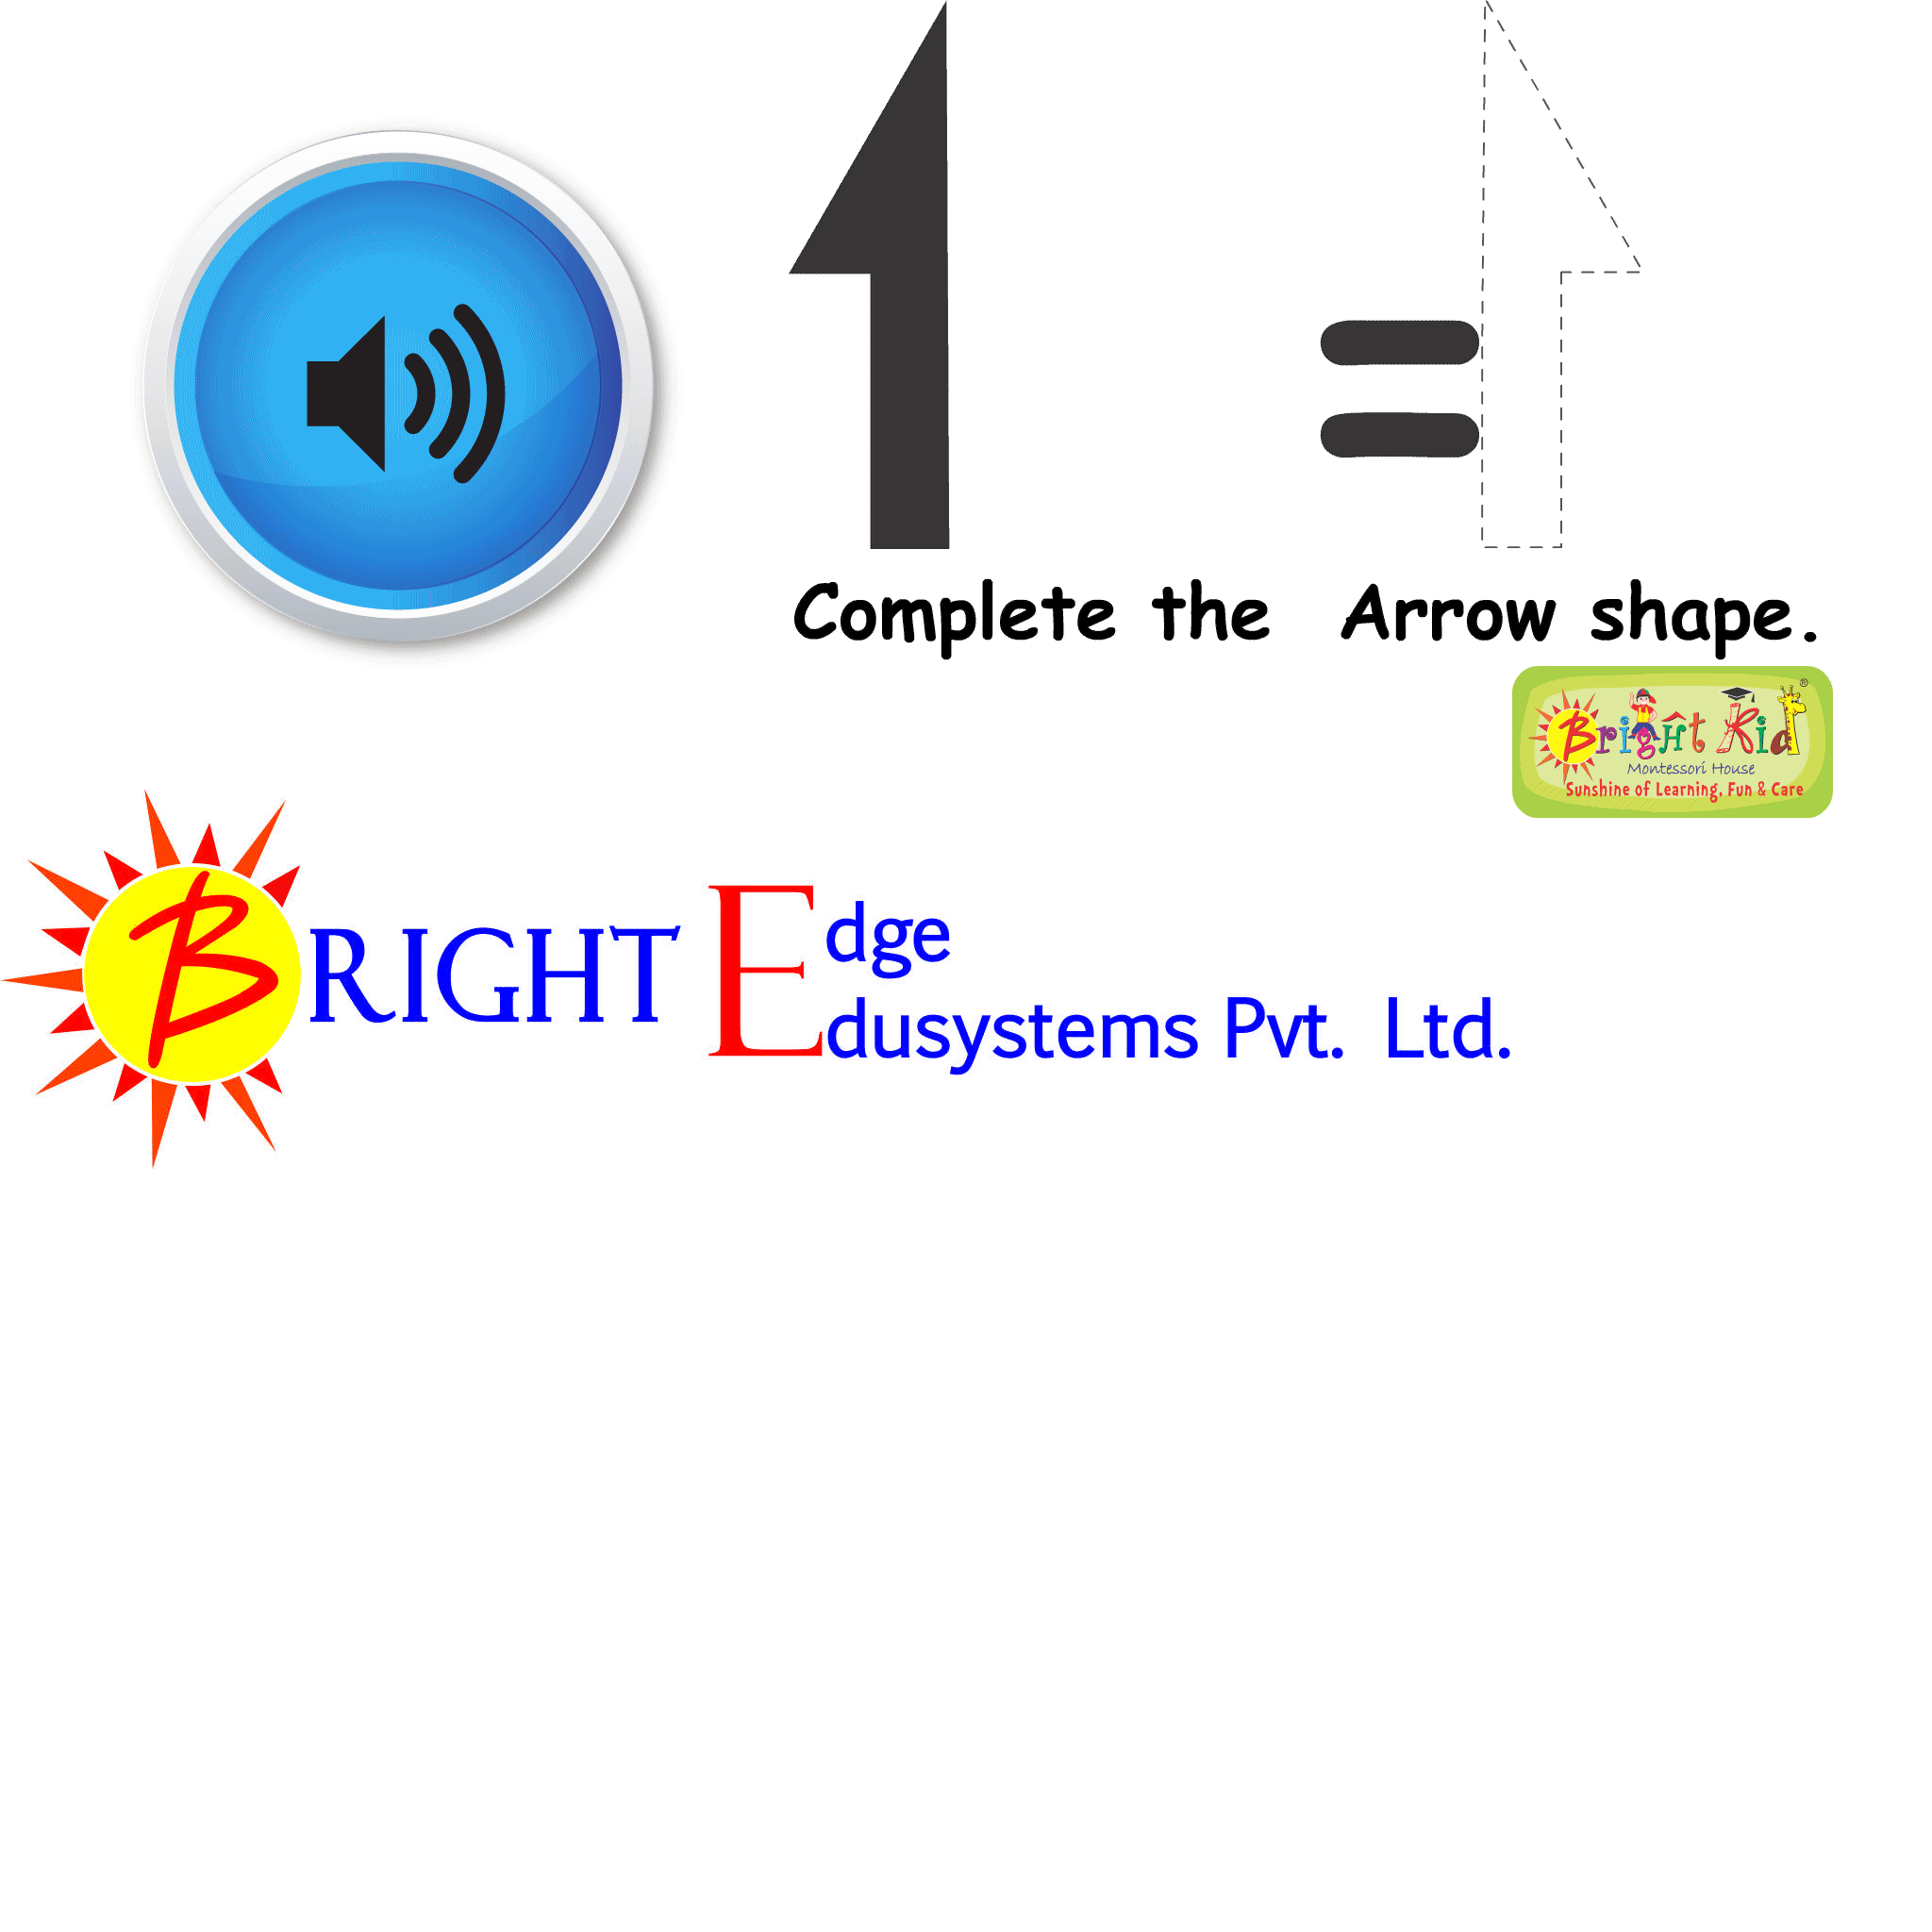 =
Complete the Arrow shape.
Bright Kid ®
Montessori House
Sunshine of Learning, Fun & Care
BRIGHT Edge
Edusystems Pvt. Ltd.